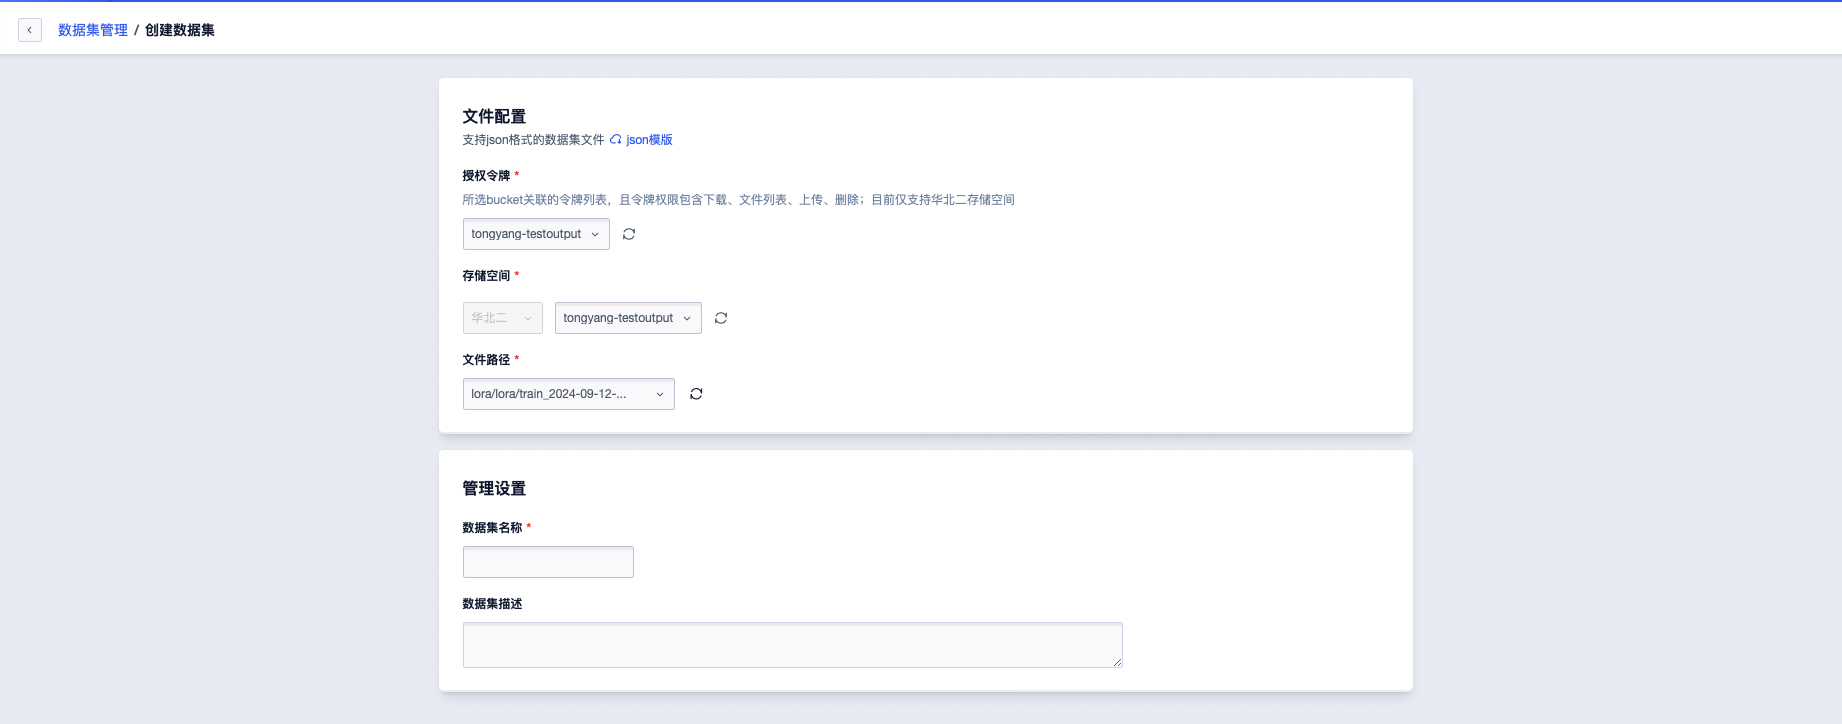 数据集管理 / 创建数据集
文件配置
支持json格式的数据集文件 json模版
授权令牌 *
所选bucket关联的令牌列表，且令牌权限包含下载、文件列表、上传、删除；目前仅支持华北二存储空间
tongyang-testoutput
存储空间 *
华北二 tongyang-testoutput
文件路径 *
lora/lora/train_2024-09-12-...
管理设置
数据集名称 *
数据集描述